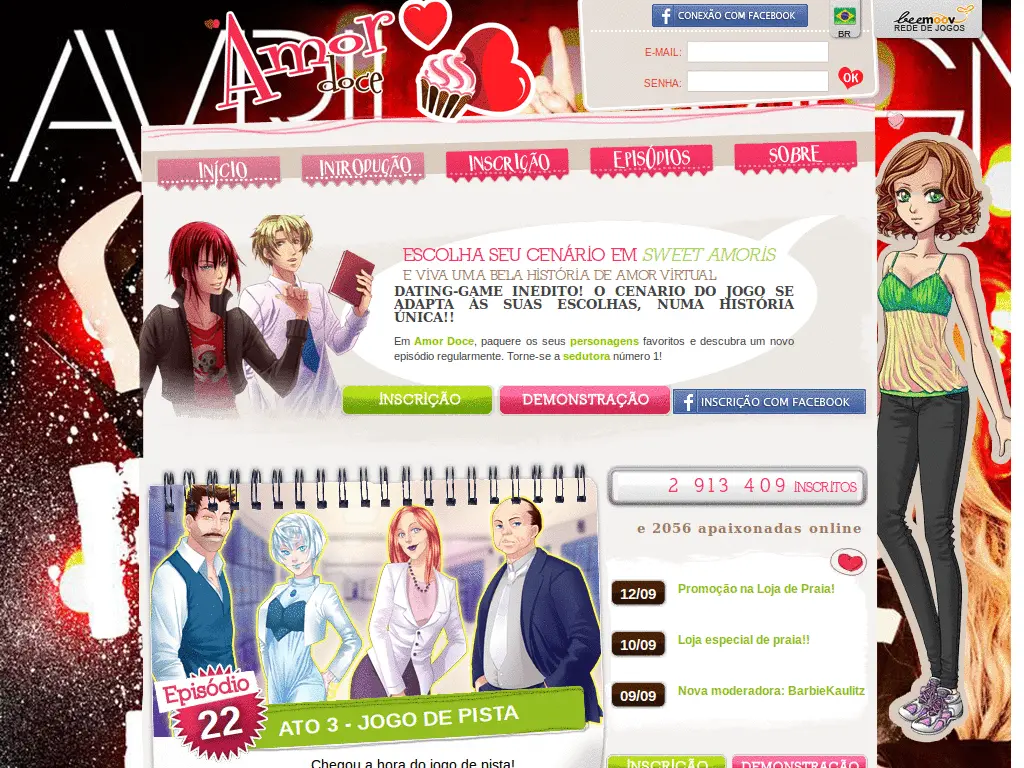 Amor
doce
CONEXÃO COM FACEBOOK
E-MAIL:
SENHA:
OK
BR
beemoov
REDE DE JOGOS
INÍCIO
INTRODUÇÃO
INSCRIÇÃO
EPISÓDIOS
SOBRE
ESCOLHA SEU CENÁRIO EM SWEET AMORIS
E VIVA UMA BELA HISTÓRIA DE AMOR VIRTUAL
DATING-GAME INEDITO! O CENARIO DO JOGO SE
ADAPTA ÀS SUAS ESCOLHAS, NUMA HISTÓRIA
ÚNICA!!
Em Amor Doce, paquere os seus personagens favoritos e descubra um novo
episódio regularmente. Torne-se a sedutora número 1!
INSCRIÇÃO
DEMONSTRAÇÃO
INSCRIÇÃO COM FACEBOOK
2 913 409 INSCRITOS
e 2056 apaixonadas online
12/09 Promoção na Loja de Praia!
10/09 Loja especial de praia!!
09/09 Nova moderadora: BarbieKaulitz
Episódio
22
ATO 3 - JOGO DE PISTA
Chegou a hora do jogo de pista!
INSCRIÇÃO
DEMONSTRAÇÃO